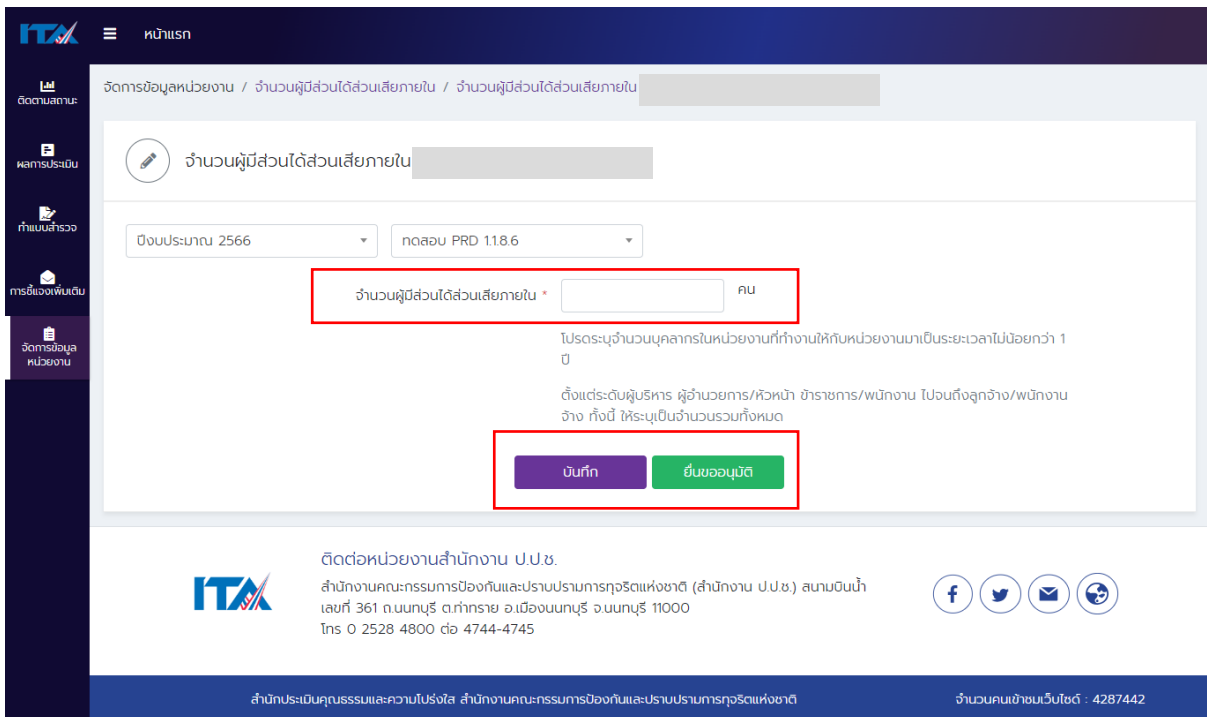 ITA
หน้าแรก
ติดตามสถานะ
ผลการประเมิน
ทำแบบสำรวจ
การชี้แจงเพิ่มเติม
จัดการข้อมูล
หน่วยงาน
จัดการข้อมูลหน่วยงาน / จำนวนผู้มีส่วนได้ส่วนเสียภายใน / จำนวนผู้มีส่วนได้ส่วนเสียภายใน
จำนวนผู้มีส่วนได้ส่วนเสียภายใน
ปีงบประมาณ 2566 ทดสอบ PRD 1.1.8.6
จำนวนผู้มีส่วนได้ส่วนเสียภายใน * คน
โปรดระบุจำนวนบุคลากรในหน่วยงานที่ทำงานให้กับหน่วยงานมาเป็นระยะเวลาไม่น้อยกว่า 1
ปี
ตั้งแต่ระดับผู้บริหาร ผู้อำนวยการ/หัวหน้า ข้าราชการ/พนักงาน ไปจนถึงลูกจ้าง/พนักงาน
จ้าง ทั้งนี้ ให้ระบุเป็นจำนวนรวมทั้งหมด
บันทึก ยื่นขออนุมัติ
ITA
ติดต่อหน่วยงานสำนักงาน ป.ป.ช.
สำนักงานคณะกรรมการป้องกันและปราบปรามการทุจริตแห่งชาติ (สำนักงาน ป.ป.ช.) สนามบินน้ำ
เลขที่ 361 ถ.นนทบุรี ต.ท่าทราย อ.เมืองนนทบุรี จ.นนทบุรี 11000
โทร 0 2528 4800 ต่อ 4744-4745
สำนักประเมินคุณธรรมและความโปร่งใส สำนักงานคณะกรรมการป้องกันและปราบปรามการทุจริตแห่งชาติ จำนวนคนเข้าชมเว็บไซต์ : 4287442